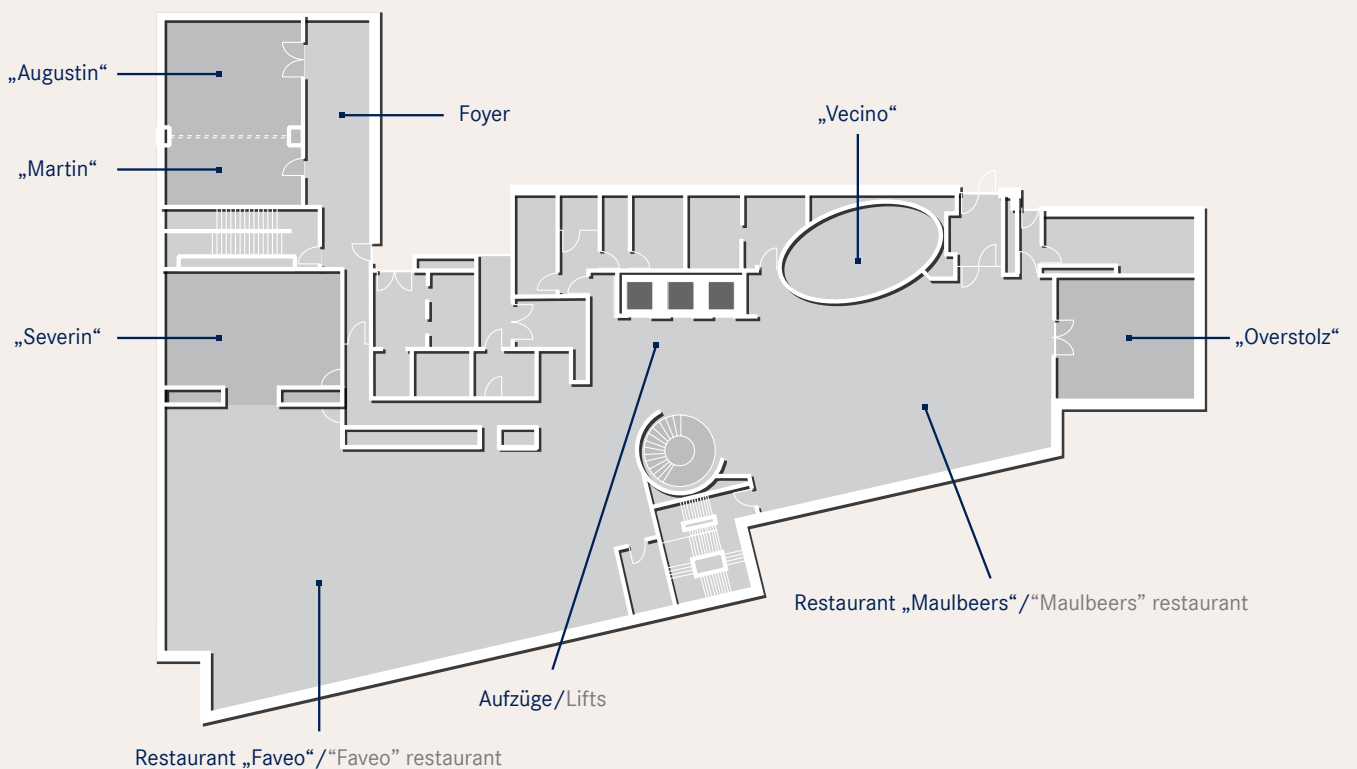 „Augustin“
Foyer
„Vecino“
„Martin“
„Severin“
„Overstolz“
Restaurant „Maulbeers“/“Maulbeers” restaurant
Aufzüge/Lifts
Restaurant „Faveo“/“Faveo” restaurant